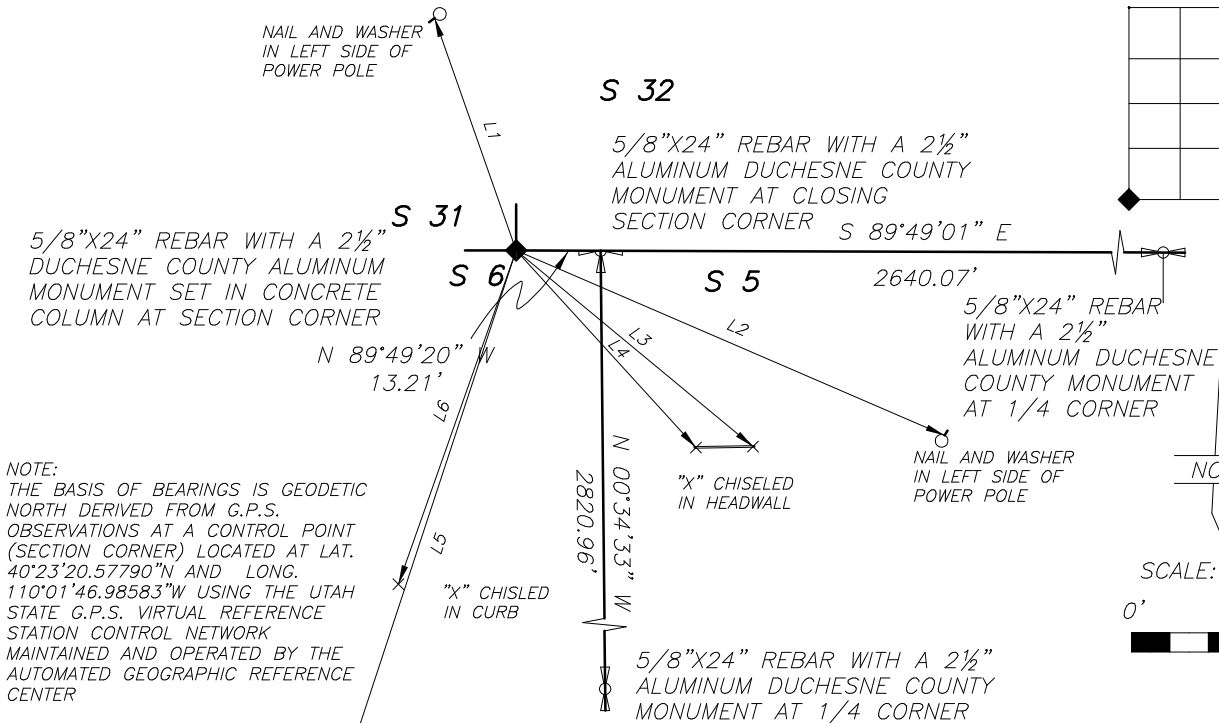 NAIL AND WASHER
IN LEFT SIDE OF
POWER POLE
L1
S 32
5/8"X24" REBAR WITH A 2½"
ALUMINUM DUCHESNE COUNTY
MONUMENT AT CLOSING
SECTION CORNER
S 31
5/8"X24" REBAR WITH A 2½"
DUCHESNE COUNTY ALUMINUM
MONUMENT SET IN CONCRETE
COLUMN AT SECTION CORNER
S 89°49'01" E
2640.07'
S 6
S 5
5/8"X24" REBAR
WITH A 2½"
ALUMINUM DUCHESNE
COUNTY MONUMENT
AT 1/4 CORNER
L2
L3
L4
N 89°49'20" W
13.21'
L6
L5
N 00°34'33" W
2820.96'
"X" CHISELED
IN HEADWALL
NAIL AND WASHER
IN LEFT SIDE OF
POWER POLE
NO
NOTE:
THE BASIS OF BEARINGS IS GEODETIC
NORTH DERIVED FROM G.P.S.
OBSERVATIONS AT A CONTROL POINT
(SECTION CORNER) LOCATED AT LAT.
40°23'20.57790"N AND LONG.
110°01'46.98583"W USING THE UTAH
STATE G.P.S. VIRTUAL REFERENCE
STATION CONTROL NETWORK
MAINTAINED AND OPERATED BY THE
AUTOMATED GEOGRAPHIC REFERENCE
CENTER
"X" CHISLED
IN CURB
SCALE:
0'
5/8"X24" REBAR WITH A 2½"
ALUMINUM DUCHESNE COUNTY
MONUMENT AT 1/4 CORNER